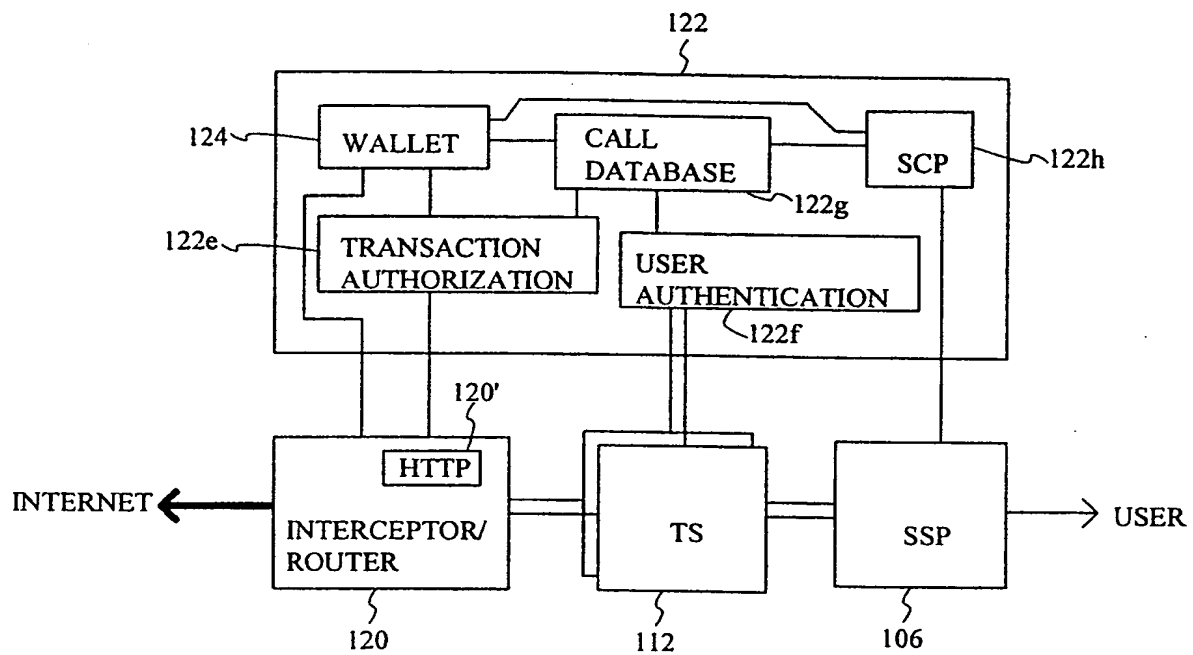 122
124
WALLET
CALL
DATABASE
SCP
122h
122g
122e
TRANSACTION
AUTHORIZATION
USER
AUTHENTICATION
122f
120'
HTTP
INTERNET
INTERCEPTOR/
ROUTER
TS
SSP
USER
120
112
106